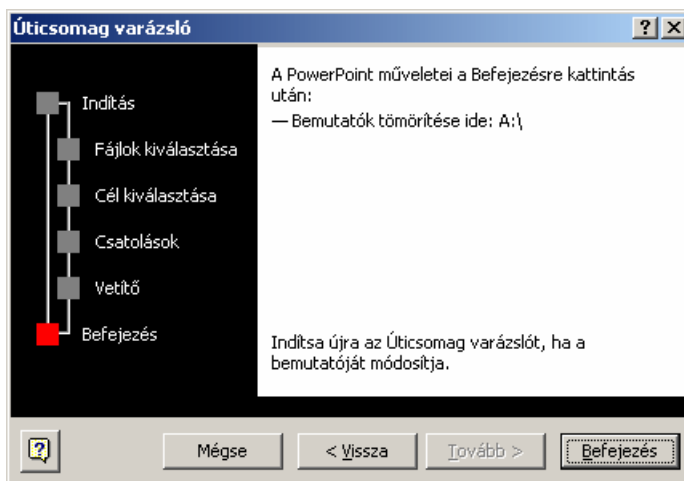 Úticsomag varázsló
Indítás
Fájlok kiválasztása
Cél kiválasztása
Csatolások
Vetítő
Befejezés
A PowerPoint műveletei a Befejezésre kattintás
után:
— Bemutatók tömörítése ide: A:\
Indítsa újra az Úticsomag varázslót, ha a
bemutatóját módosítja.
Mégse
< Vissza
Tovább >
Befejezés